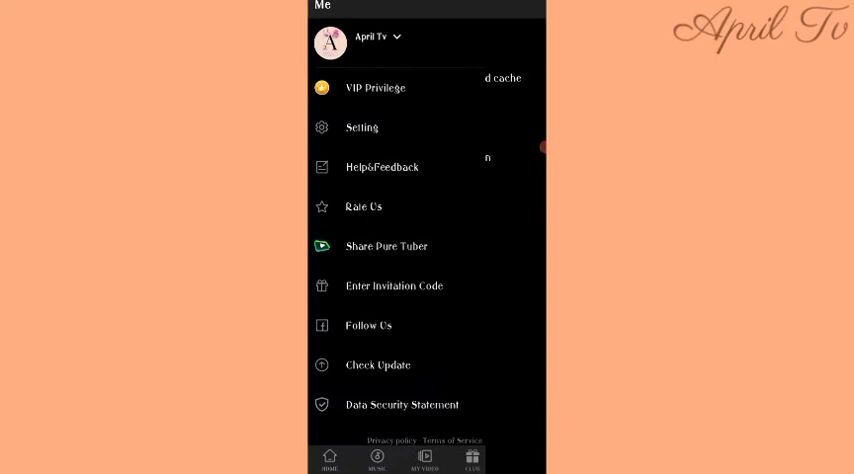 Me
April Tv
April Tv
d cache
VIP Privilege
Setting
n
Help&Feedback
Rate Us
Share Pure Tuber
Enter Invitation Code
Follow Us
Check Update
Data Security Statement
Privacy policy Terms of Service
HOME MUSIC MY VIDEO CLUB